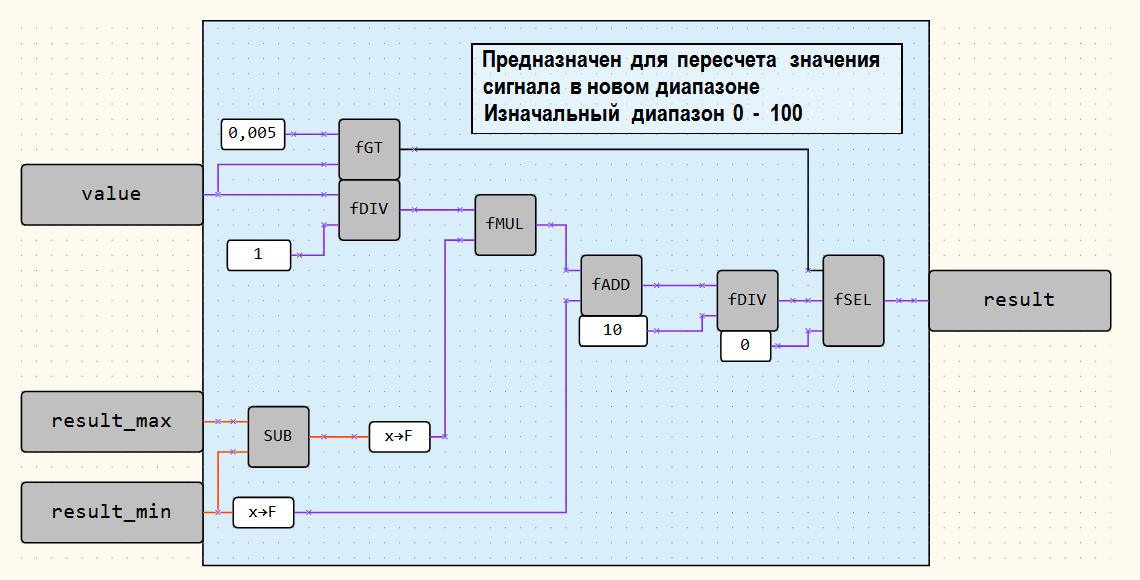 Предназначен для пересчета значения
сигнала в новом диапазоне
Изначальный диапазон 0 - 100
0,005
fGT
value
fDIV
fMUL
1
fADD
fDIV
fSEL
result
10
0
result_max
SUB
x→F
result_min
x→F